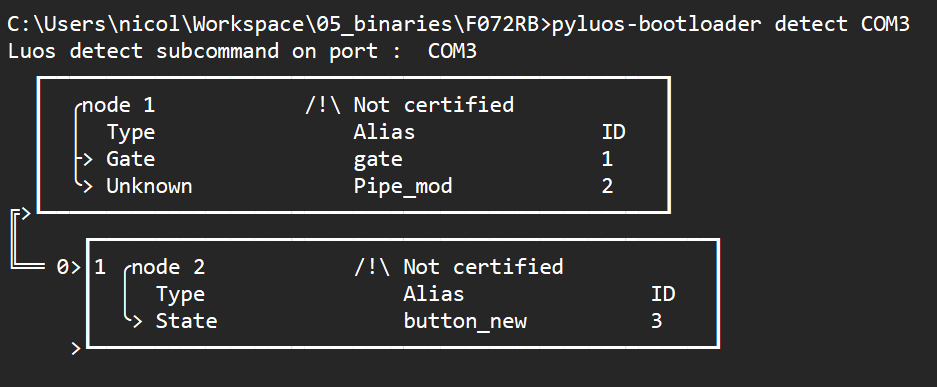 C:\Users\nicol\Workspace\05_binaries\F072RB>pyluos-bootloader detect COM3
Luos detect subcommand on port :  COM3
╭node 1            /!\ Not certified
│  Type                Alias               ID
├> Gate                gate                1
╰> Unknown             Pipe_mod            2
╔>
╚══ 0>┃1 ╭node 2            /!\ Not certified
│  Type                Alias               ID
╰> State               button_new          3
>